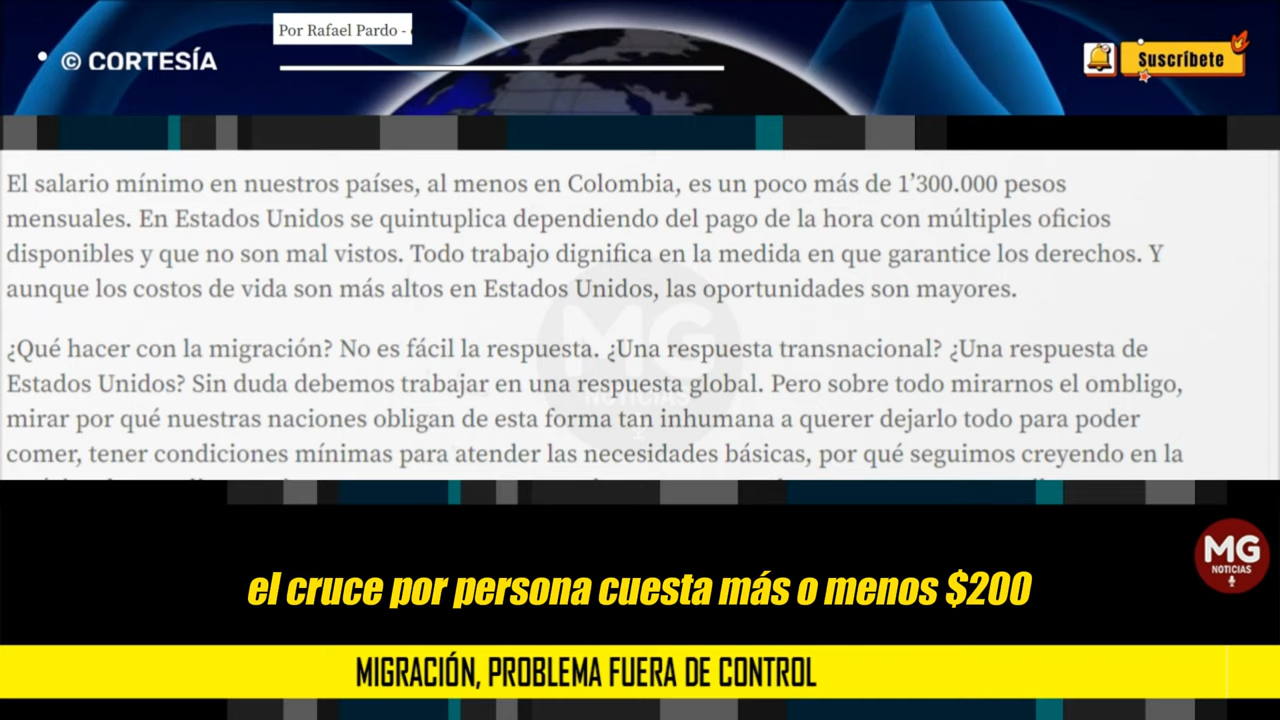 Por Rafael Pardo -
© CORTESÍA
Suscríbete
El salario mínimo en nuestros países, al menos en Colombia, es un poco más de 1’300.000 pesos
mensuales. En Estados Unidos se quintuplica dependiendo del pago de la hora con múltiples oficios
disponibles y que no son mal vistos. Todo trabajo dignifica en la medida en que garantice los derechos. Y
aunque los costos de vida son más altos en Estados Unidos, las oportunidades son mayores.
¿Qué hacer con la migración? No es fácil la respuesta. ¿Una respuesta transnacional? ¿Una respuesta de
Estados Unidos? Sin duda debemos trabajar en una respuesta global. Pero sobre todo mirarnos el ombligo,
mirar por qué nuestras naciones obligan de esta forma tan inhumana a querer dejarlo todo para poder
comer, tener condiciones mínimas para atender las necesidades básicas, por qué seguimos creyendo en la
MG
NOTICIAS
MG
NOTICIAS
el cruce por persona cuesta más o menos $200
MIGRACIÓN, PROBLEMA FUERA DE CONTROL